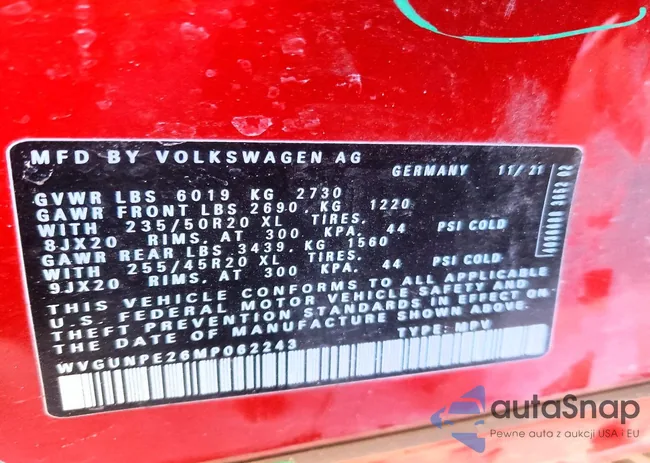 MFD BY VOLKSWAGEN AG
GERMANY 11/21
GVWR LBS 6019 KG 2730
GAWR FRONT LBS 2690, KG 1220
WITH 235/50R20 XL TIRES,
8JX20 RIMS, AT 300 KPA, 44 PSI COLD
GAWR REAR LBS 3439, KG 1560
WITH 255/45R20 XL TIRES,
9JX20 RIMS, AT 300 KPA, 44 PSI COLD
THIS VEHICLE CONFORMS TO ALL APPLICABLE
U.S. FEDERAL MOTOR VEHICLE SAFETY AND
THEFT PREVENTION STANDARDS IN EFFECT ON
THE DATE OF MANUFACTURE SHOWN ABOVE.
WVGUNPE26MP062243 TYPE: MPV
autaSnap
Pewne auta z aukcji USA i EU